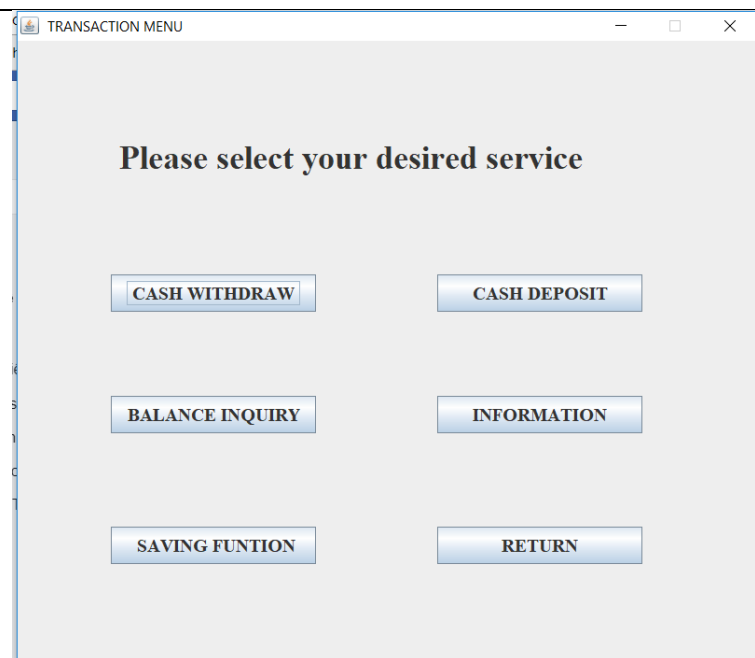 TRANSACTION MENU
Please select your desired service
CASH WITHDRAW
CASH DEPOSIT
BALANCE INQUIRY
INFORMATION
SAVING FUNTION
RETURN